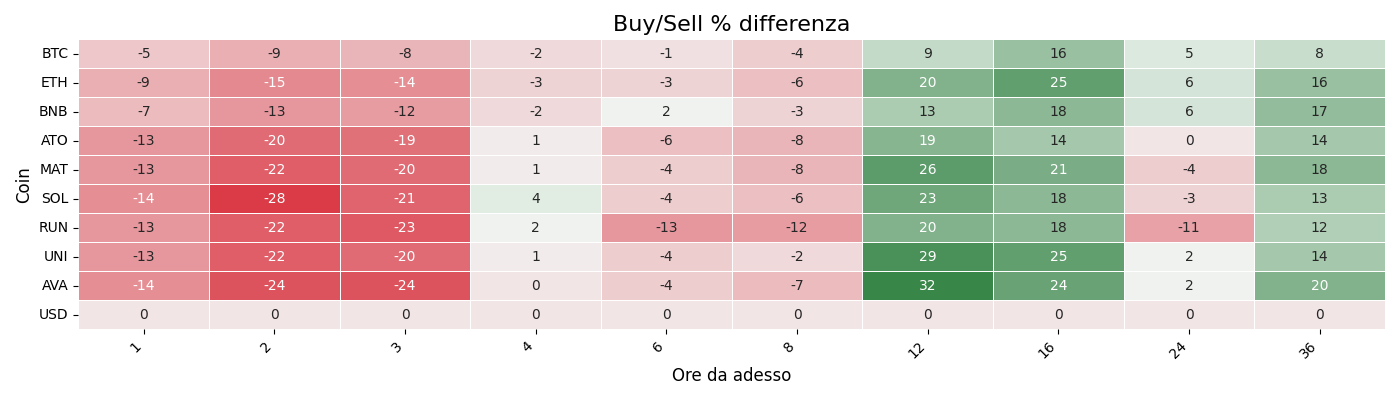 Buy/Sell % differenza
Coin
BTC -5 -9 -8 -2 -1 -4 9 16 5 8
ETH -9 -15 -14 -3 -3 -6 20 25 6 16
BNB -7 -13 -12 -2 2 -3 13 18 6 17
ATO -13 -20 -19 1 -6 -8 19 14 0 14
MAT -13 -22 -20 1 -4 -8 26 21 -4 18
SOL -14 -28 -21 4 -4 -6 23 18 -3 13
RUN -13 -22 -23 2 -13 -12 20 18 -11 12
UNI -13 -22 -20 1 -4 -2 29 25 2 14
AVA -14 -24 -24 0 -4 -7 32 24 2 20
USD 0 0 0 0 0 0 0 0 0 0
1 2 3 4 6 8 12 16 24 36
Ore da adesso